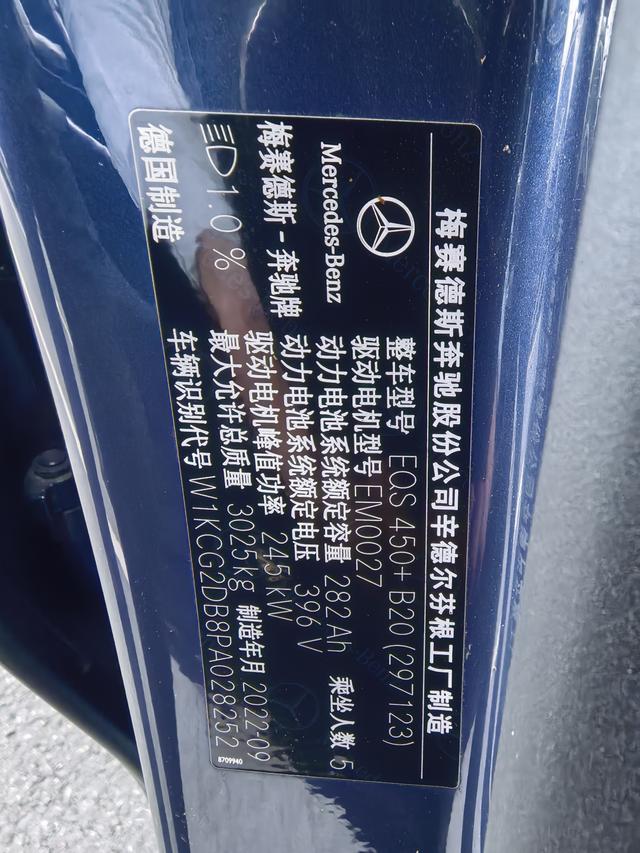 梅赛德斯奔驰股份公司辛德尔芬根工厂制造
Mercedes-Benz
梅赛德斯-奔驰牌
1.0 %
德国制造
整车型号 EQS 450+ B20 (297123)
驱动电机型号 EM0027
动力电池系统额定容量 282 Ah 乘坐人数 5
动力电池系统额定电压 396 V
驱动电机峰值功率 245 kW
最大允许总质量 3025 kg 制造年月 2022-09
车辆识别代号 W1KCG2DB8PA028252
8709940